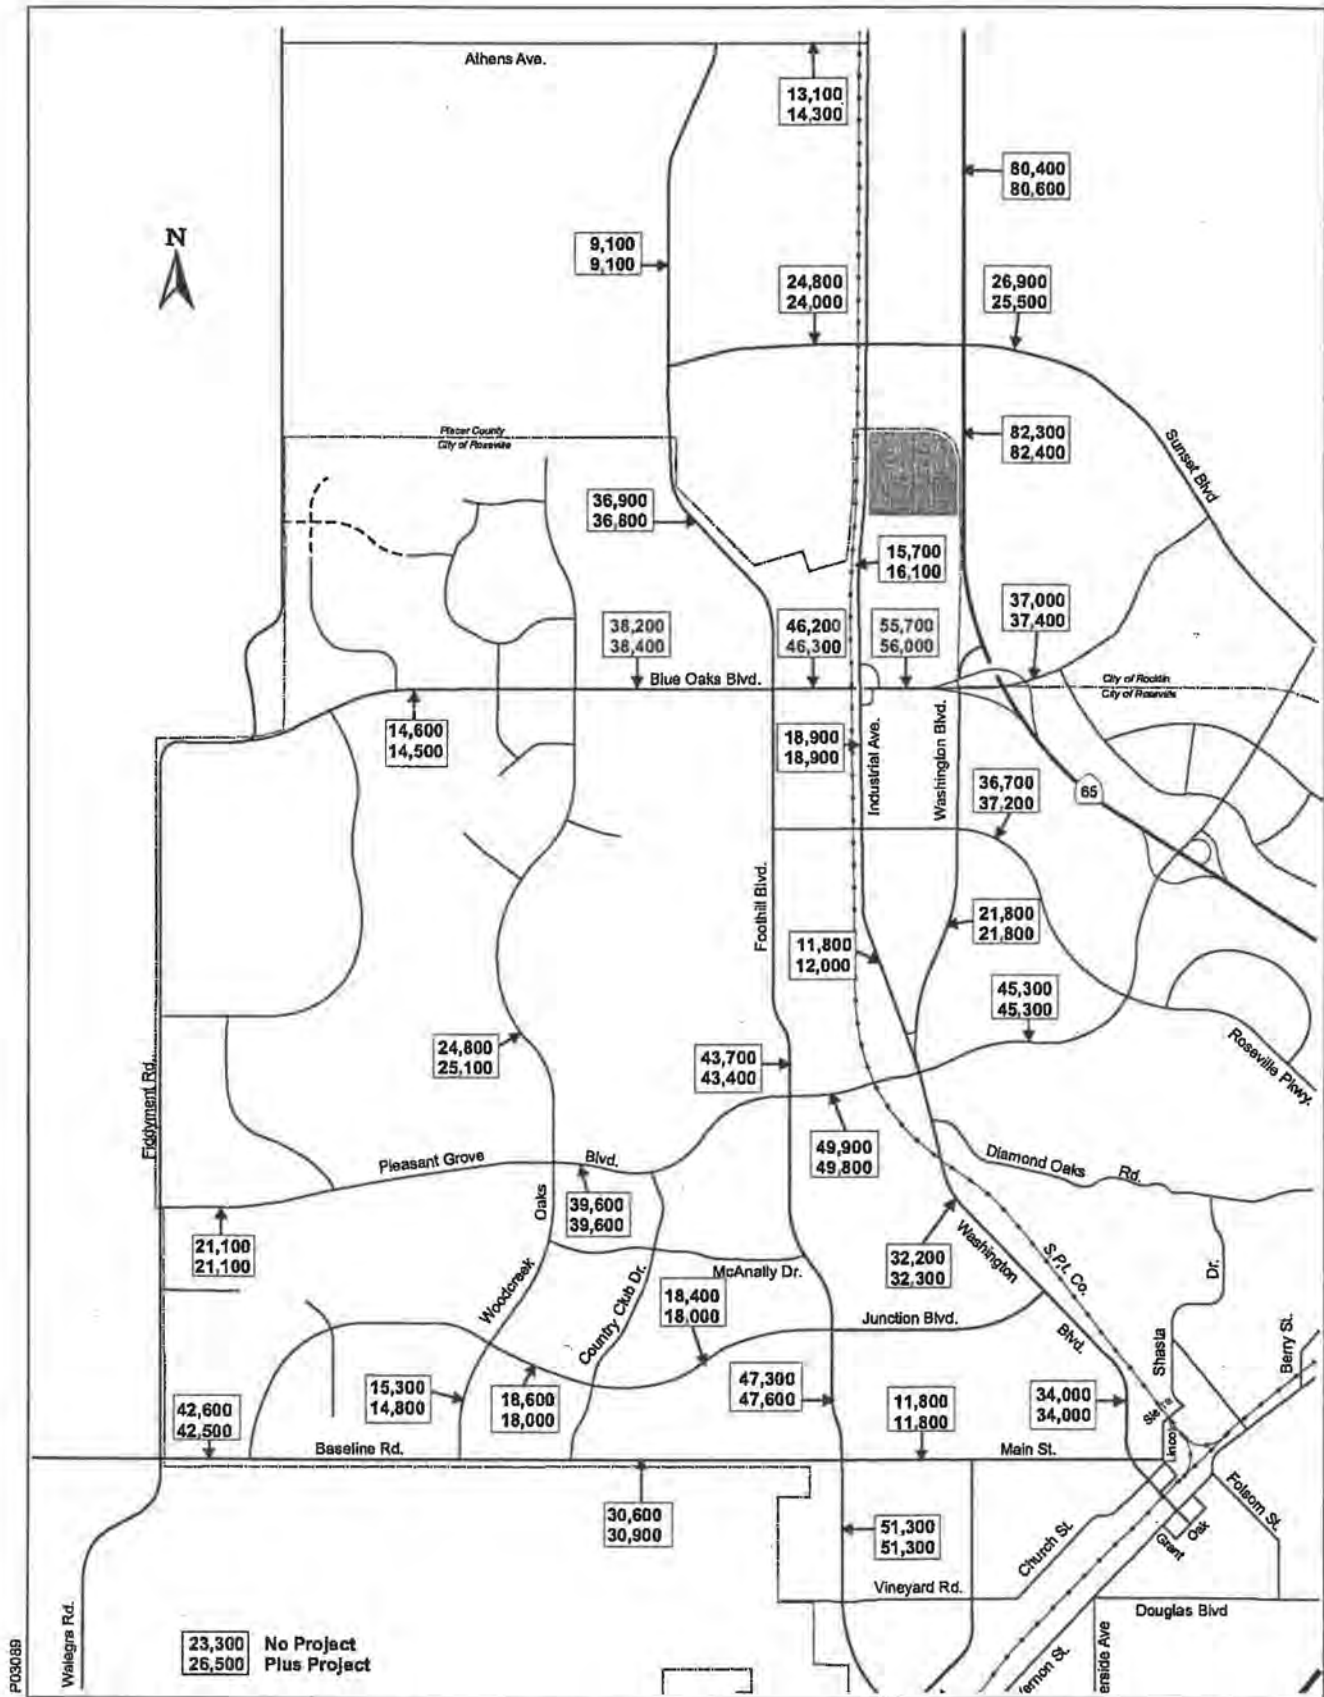 Athens Ave.
13,100
14,300
80,400
80,600
N
9,100
9,100
24,800
24,000
26,900
25,500
Placer County
City of Roseville
82,300
82,400
Sunset Blvd
36,900
36,800
15,700
16,100
37,000
37,400
38,200
38,400
46,200
46,300
55,700
56,000
Blue Oaks Blvd.
City of Rocklin
City of Roseville
14,600
14,500
18,900
18,900
Industrial Ave.
Washington Blvd.
36,700
37,200
65
Foothill Blvd.
21,800
21,800
11,800
12,000
45,300
45,300
24,800
25,100
43,700
43,400
Roseville Pkwy.
Fiddyment Rd.
49,900
49,800
Pleasant Grove
Blvd.
Diamond Oaks
Rd.
39,600
39,600
Oaks
21,100
21,100
32,200
32,300
Washington
S.P.t. Co.
Dr.
McAnally Dr.
Woodcreek
Country Club Dr.
18,400
18,000
Junction Blvd.
Blvd.
Shasta
Berry St.
15,300
14,800
18,600
18,000
47,300
47,600
11,800
11,800
34,000
34,000
Sierra
42,600
42,500
Baseline Rd.
Main St.
Lincoln
30,600
30,900
51,300
51,300
Church St.
Folsom St.
Grant
Oak
Vineyard Rd.
Douglas Blvd
Walegra Rd.
23,300 No Project
26,500 Plus Project
Vernon St.
erside Ave
P03089